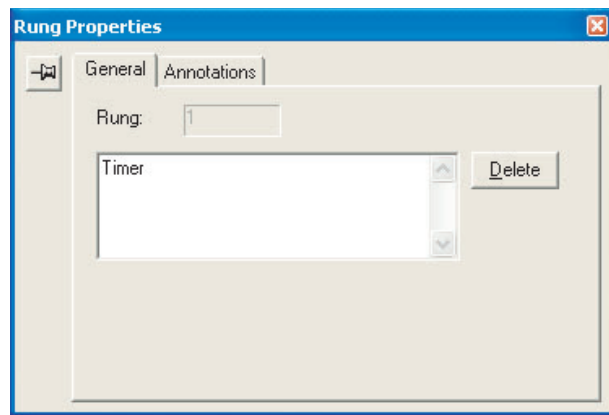 Rung Properties
General Annotations
Rung: 1
Timer
Delete